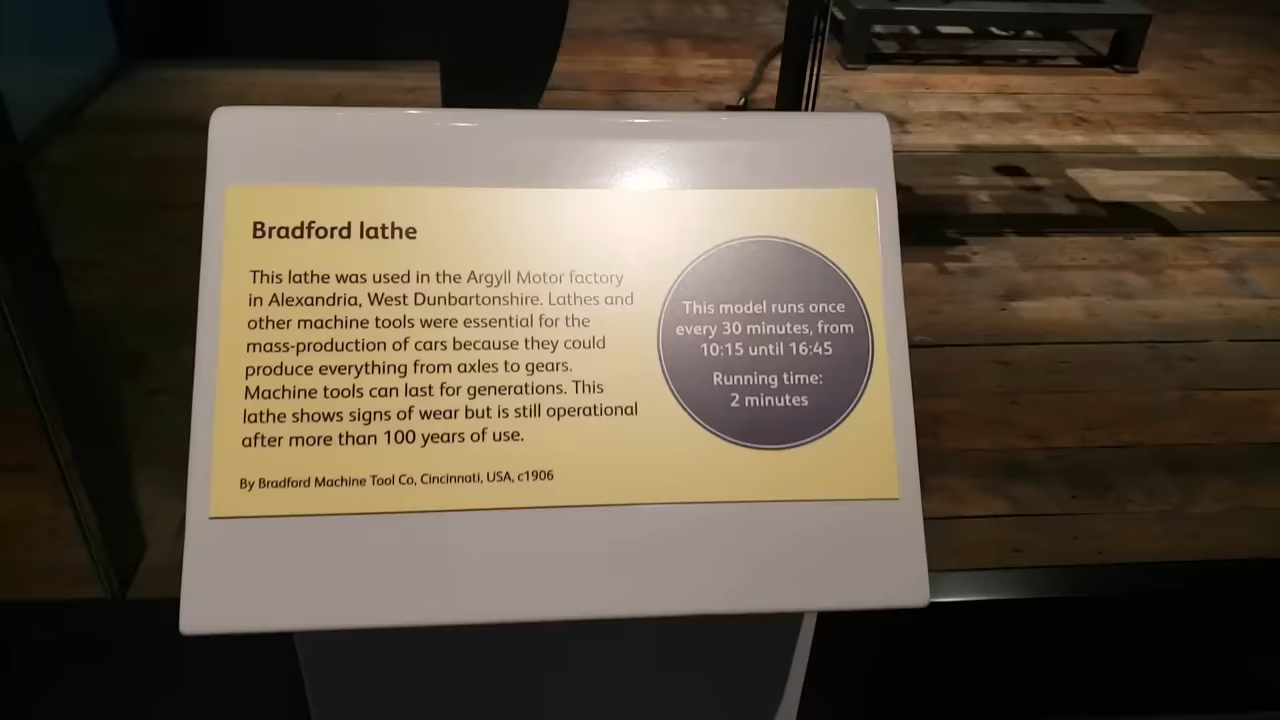 Bradford lathe
This lathe was used in the Argyll Motor factory
in Alexandria, West Dunbartonshire. Lathes and
other machine tools were essential for the
mass-production of cars because they could
produce everything from axles to gears.
Machine tools can last for generations. This
lathe shows signs of wear but is still operational
after more than 100 years of use.
By Bradford Machine Tool Co, Cincinnati, USA, c1906
This model runs once
every 30 minutes, from
10:15 until 16:45
Running time:
2 minutes